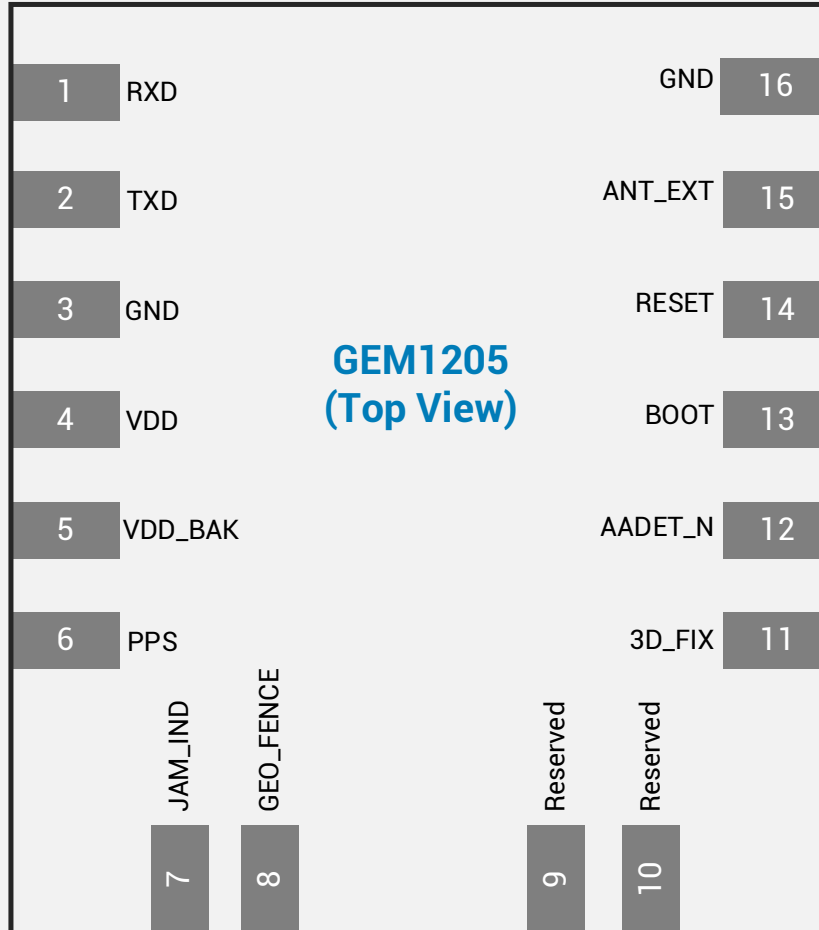 1 RXD
GND 16
2 TXD
ANT_EXT 15
3 GND
RESET 14
GEM1205
(Top View)
4 VDD
BOOT 13
5 VDD_BAK
AADET_N 12
6 PPS
3D_FIX 11
JAM_IND
GEO_FENCE
Reserved
Reserved
7
8
9
10